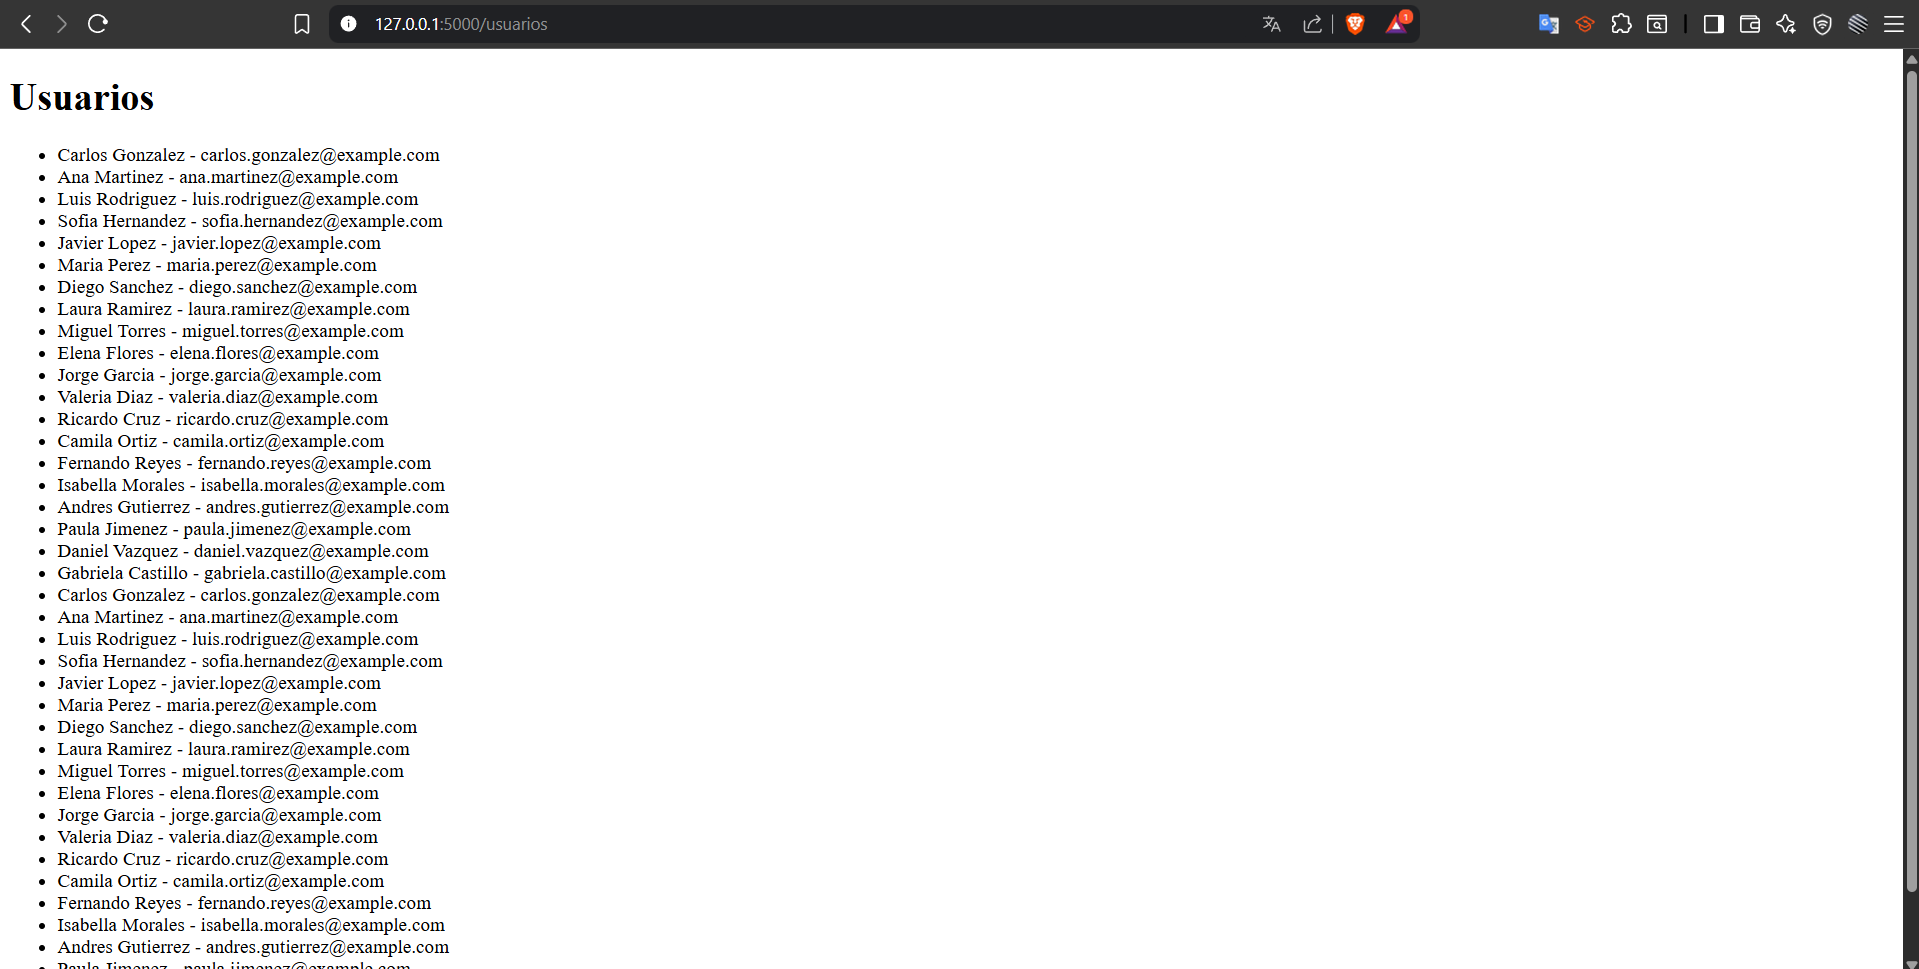 127.0.0.1:5000/usuarios
1
Usuarios
Carlos Gonzalez - carlos.gonzalez@example.com
Ana Martinez - ana.martinez@example.com
Luis Rodriguez - luis.rodriguez@example.com
Sofia Hernandez - sofia.hernandez@example.com
Javier Lopez - javier.lopez@example.com
Maria Perez - maria.perez@example.com
Diego Sanchez - diego.sanchez@example.com
Laura Ramirez - laura.ramirez@example.com
Miguel Torres - miguel.torres@example.com
Elena Flores - elena.flores@example.com
Jorge Garcia - jorge.garcia@example.com
Valeria Diaz - valeria.diaz@example.com
Ricardo Cruz - ricardo.cruz@example.com
Camila Ortiz - camila.ortiz@example.com
Fernando Reyes - fernando.reyes@example.com
Isabella Morales - isabella.morales@example.com
Andres Gutierrez - andres.gutierrez@example.com
Paula Jimenez - paula.jimenez@example.com
Daniel Vazquez - daniel.vazquez@example.com
Gabriela Castillo - gabriela.castillo@example.com
Carlos Gonzalez - carlos.gonzalez@example.com
Ana Martinez - ana.martinez@example.com
Luis Rodriguez - luis.rodriguez@example.com
Sofia Hernandez - sofia.hernandez@example.com
Javier Lopez - javier.lopez@example.com
Maria Perez - maria.perez@example.com
Diego Sanchez - diego.sanchez@example.com
Laura Ramirez - laura.ramirez@example.com
Miguel Torres - miguel.torres@example.com
Elena Flores - elena.flores@example.com
Jorge Garcia - jorge.garcia@example.com
Valeria Diaz - valeria.diaz@example.com
Ricardo Cruz - ricardo.cruz@example.com
Camila Ortiz - camila.ortiz@example.com
Fernando Reyes - fernando.reyes@example.com
Isabella Morales - isabella.morales@example.com
Andres Gutierrez - andres.gutierrez@example.com
Paula Jimenez - paula.jimenez@example.com